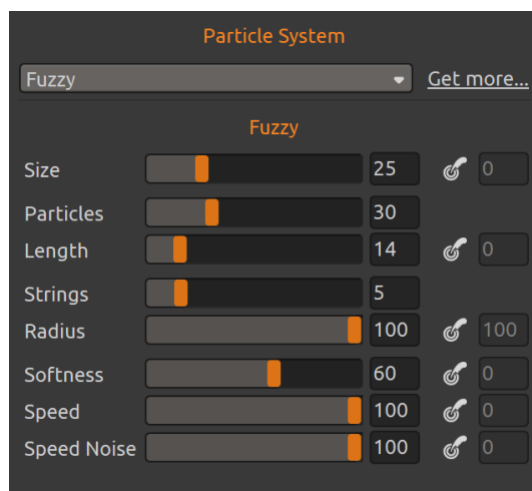 Particle System
Fuzzy Get more...
Fuzzy
Size 25 0
Particles 30
Length 14 0
Strings 5
Radius 100 100
Softness 60 0
Speed 100 0
Speed Noise 100 0